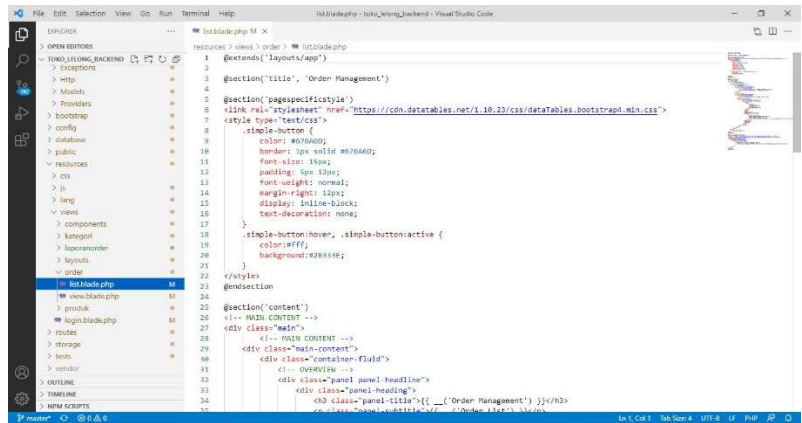 File Edit Selection View Go Run Terminal Help
list.blade.php - toko_lelong_backend - Visual Studio Code
EXPLORER
OPEN EDITORS
TOKO_LELONG_BACKEND
Exceptions
Http
Models
Providers
bootstrap
config
database
public
resources
css
js
lang
views
components
kategori
laporanorder
layouts
order
list.blade.php M
view.blade.php M
produk
login.blade.php M
routes
storage
tests
vendor
OUTLINE
TIMELINE
NPM SCRIPTS
list.blade.php M
resources > views > order > list.blade.php
1 @extends('layouts/app')
2
3 @section('title', 'Order Management')
4
5 @section('pagespecificstyle')
6 <link rel="stylesheet" href="https://cdn.datatables.net/1.10.23/css/dataTables.bootstrap4.min.css">
7 <style type="text/css">
8 .simple-button {
9 color: #676A6D;
10 border: 1px solid #676A6D;
11 font-size: 15px;
12 padding: 5px 12px;
13 font-weight: normal;
14 margin-right: 12px;
15 display: inline-block;
16 text-decoration: none;
17 }
18 .simple-button:hover, .simple-button:active {
19 color:#fff;
20 background:#2B333E;
21 }
22 </style>
23 @endsection
24
25 @section('content')
26 <!-- MAIN CONTENT -->
27 <div class="main">
28 <!-- MAIN CONTENT -->
29 <div class="main-content">
30 <div class="container-fluid">
31 <!-- OVERVIEW -->
32 <div class="panel panel-headline">
33 <div class="panel-heading">
34 <h3 class="panel-title">{{ __('Order Management') }}</h3>
35 <p class="panel-subtitle">{{ __('Order List') }}</p>
master* 0 0 0
Ln 1, Col 1 Tab Size: 4 UTF-8 LF PHP